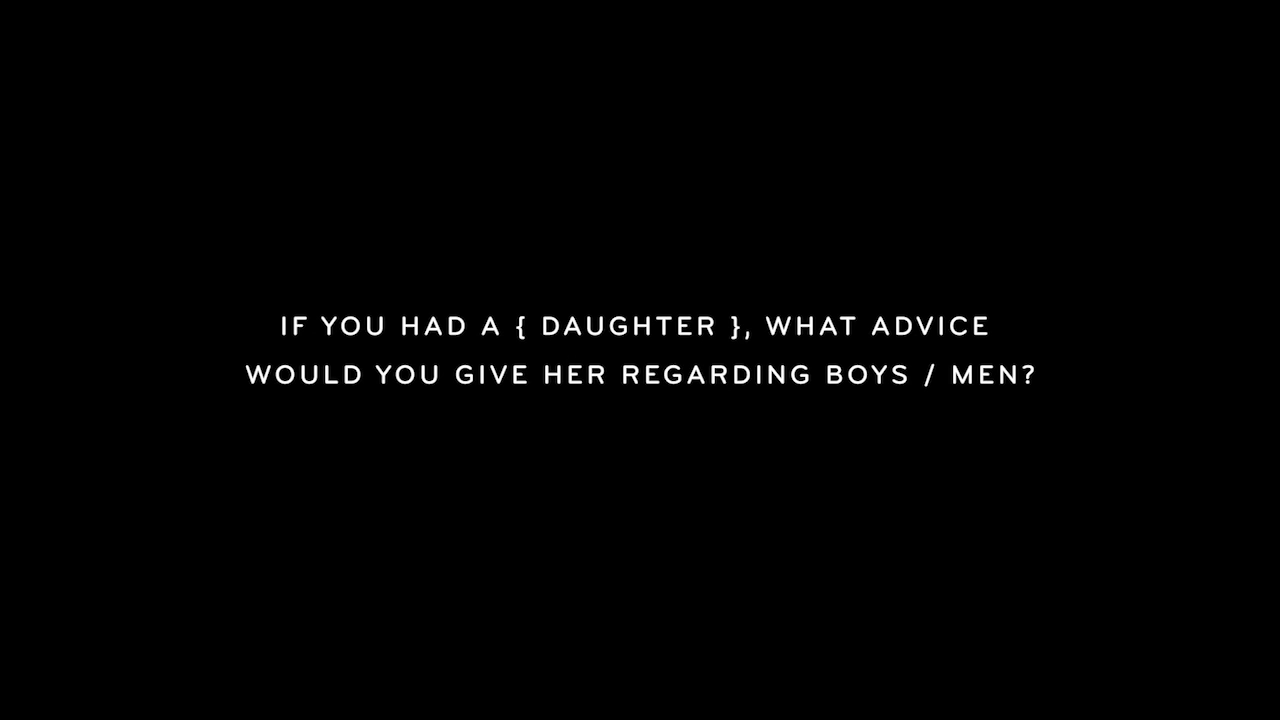 IF YOU HAD A { DAUGHTER }, WHAT ADVICE
WOULD YOU GIVE HER REGARDING BOYS / MEN?